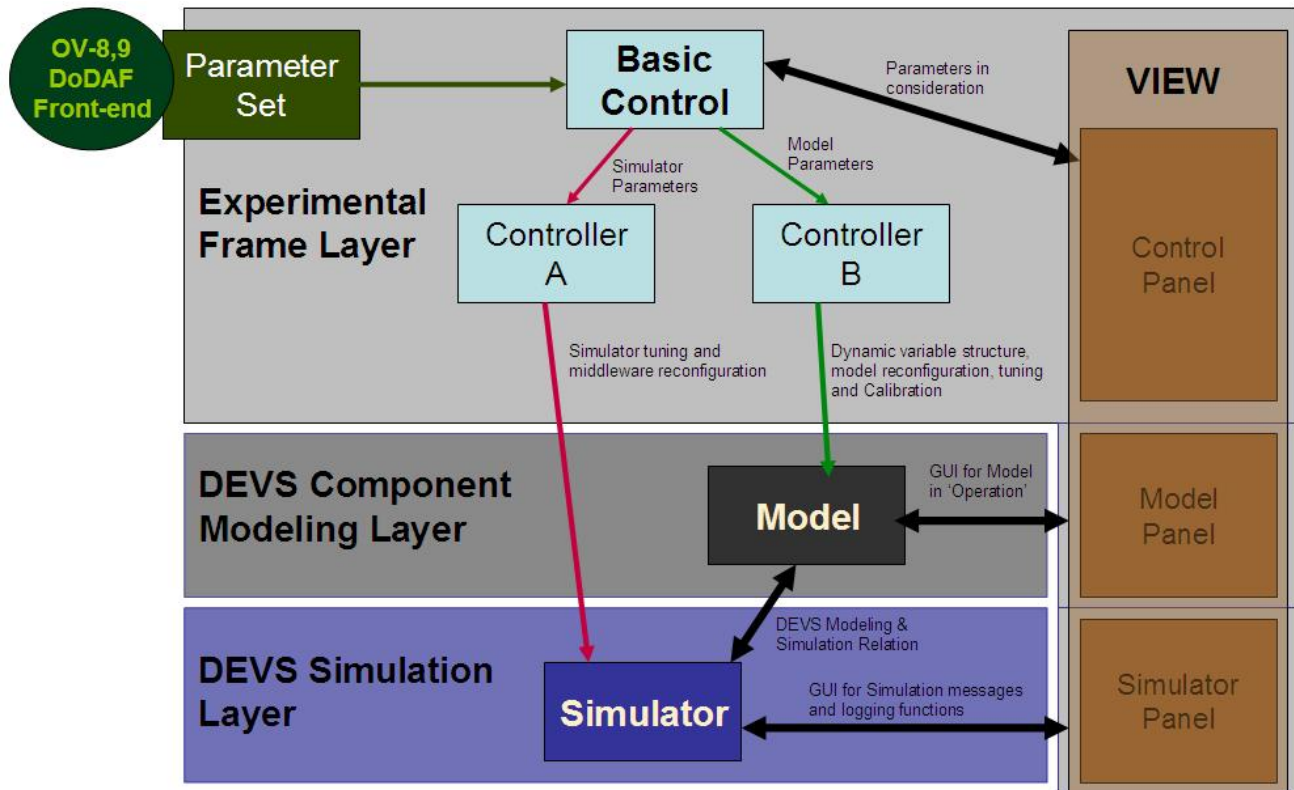 OV-8,9
DoDAF
Front-end
Parameter
Set
Basic
Control
Parameters in
consideration
VIEW
Simulator
Parameters
Model
Parameters
Experimental
Frame Layer
Controller
A
Controller
B
Control
Panel
Simulator tuning and
middleware reconfiguration
Dynamic variable structure,
model reconfiguration, tuning
and Calibration
DEVS Component
Modeling Layer
Model
GUI for Model
in ‘Operation’
Model
Panel
DEVS Modeling &
Simulation Relation
DEVS Simulation
Layer
Simulator
GUI for Simulation messages
and logging functions
Simulator
Panel